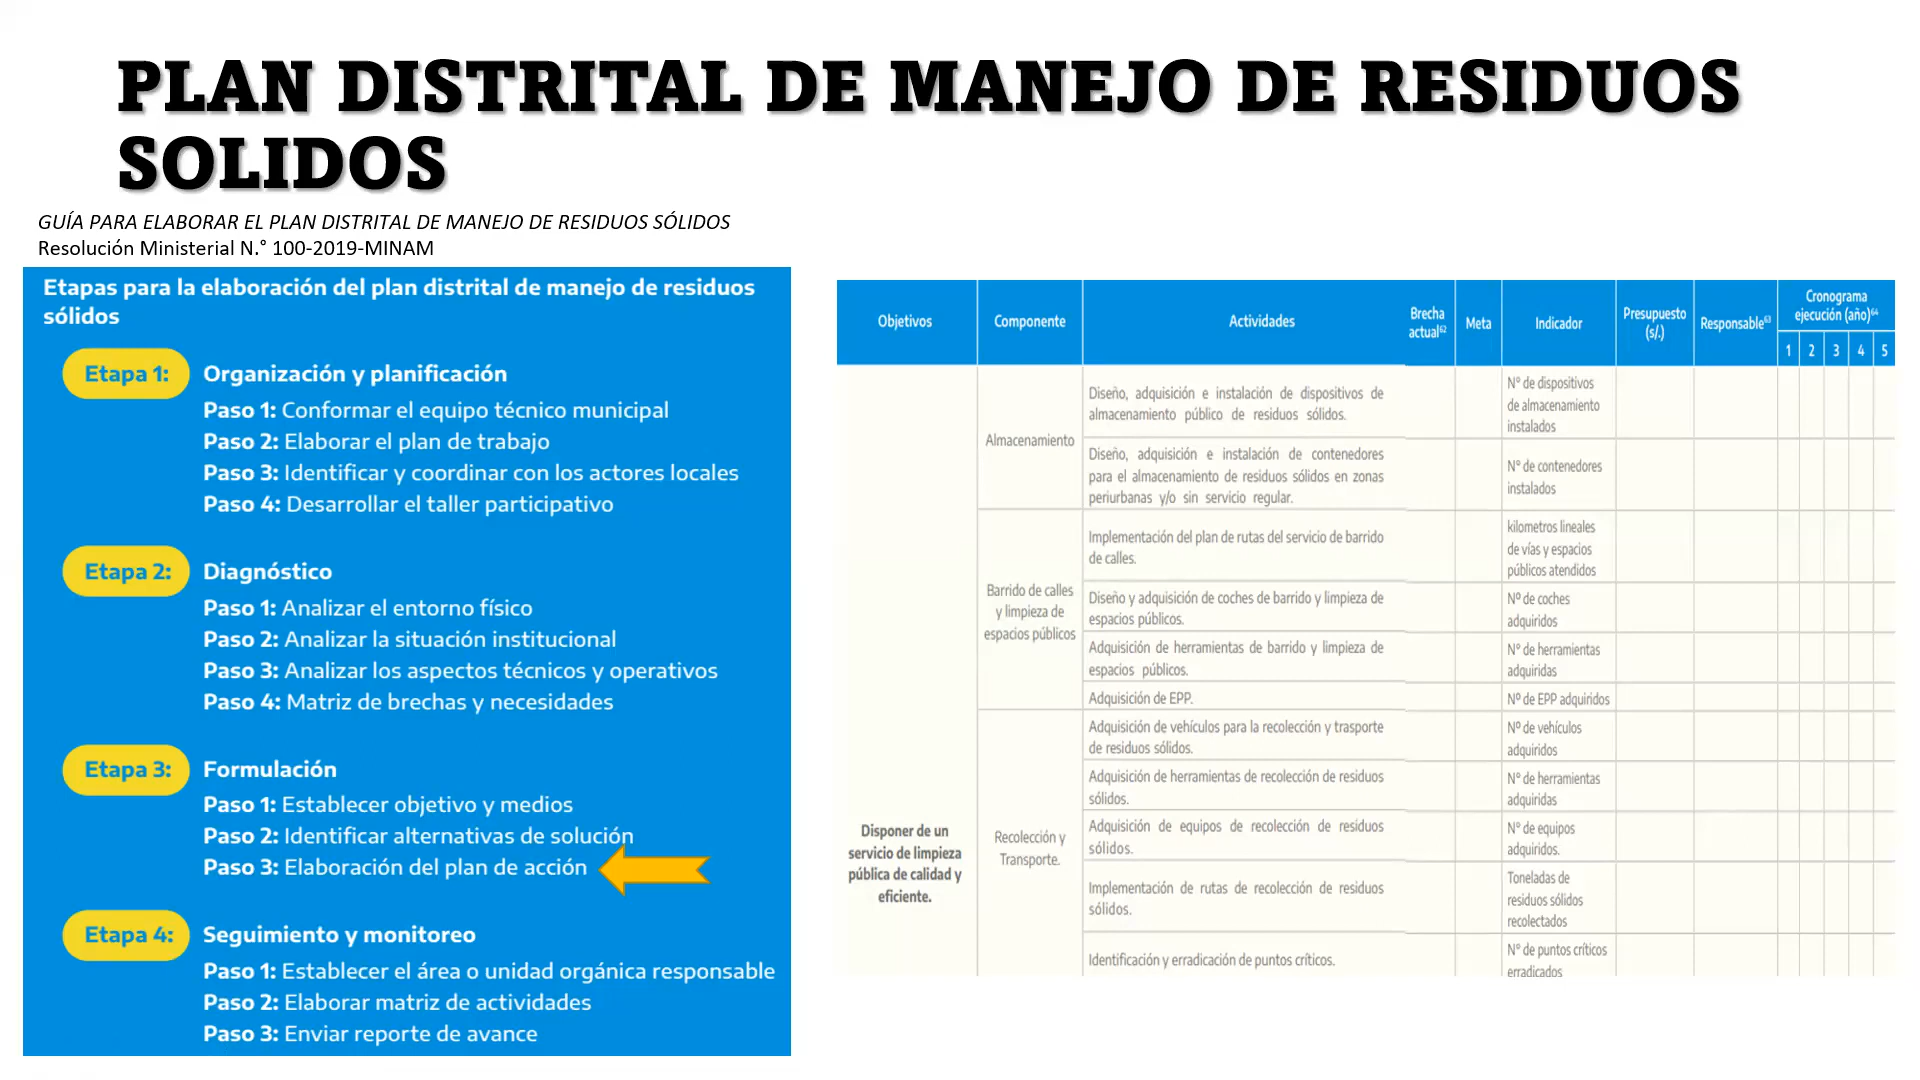 PLAN DISTRITAL DE MANEJO DE RESIDUOS
SOLIDOS
GUÍA PARA ELABORAR EL PLAN DISTRITAL DE MANEJO DE RESIDUOS SÓLIDOS
Resolución Ministerial N.° 100-2019-MINAM
Etapas para la elaboración del plan distrital de manejo de residuos
sólidos
Etapa 1: Organización y planificación
Paso 1: Conformar el equipo técnico municipal
Paso 2: Elaborar el plan de trabajo
Paso 3: Identificar y coordinar con los actores locales
Paso 4: Desarrollar el taller participativo
Etapa 2: Diagnóstico
Paso 1: Analizar el entorno físico
Paso 2: Analizar la situación institucional
Paso 3: Analizar los aspectos técnicos y operativos
Paso 4: Matriz de brechas y necesidades
Etapa 3: Formulación
Paso 1: Establecer objetivo y medios
Paso 2: Identificar alternativas de solución
Paso 3: Elaboración del plan de acción
Etapa 4: Seguimiento y monitoreo
Paso 1: Establecer el área o unidad orgánica responsable
Paso 2: Elaborar matriz de actividades
Paso 3: Enviar reporte de avance
Objetivos
Componente
Actividades
Brecha
actual62
Meta
Indicador
Presupuesto
(s/.)
Responsable63
Cronograma
ejecución (año)64
1 2 3 4 5
Disponer de un
servicio de limpieza
pública de calidad y
eficiente.
Almacenamiento
Diseño, adquisición e instalación de dispositivos de
almacenamiento público de residuos sólidos.
N° de dispositivos
de almacenamiento
instalados
Diseño, adquisición e instalación de contenedores
para el almacenamiento de residuos sólidos en zonas
periurbanas y/o sin servicio regular.
N° de contenedores
instalados
Barrido de calles
y limpieza de
espacios públicos
Implementación del plan de rutas del servicio de barrido
de calles.
kilometros lineales
de vías y espacios
públicos atendidos
Diseño y adquisición de coches de barrido y limpieza de
espacios públicos.
Nº de coches
adquiridos
Adquisición de herramientas de barrido y limpieza de
espacios públicos.
N° de herramientas
adquiridas
Adquisición de EPP.
Nº de EPP adquiridos
Recolección y
Transporte.
Adquisición de vehículos para la recolección y trasporte
de residuos sólidos.
Nº de vehículos
adquiridos
Adquisición de herramientas de recolección de residuos
sólidos.
N° de herramientas
adquiridas
Adquisición de equipos de recolección de residuos
sólidos.
N° de equipos
adquiridos.
Implementación de rutas de recolección de residuos
sólidos.
Toneladas de
residuos sólidos
recolectados
Identificación y erradicación de puntos críticos.
N° de puntos críticos
erradicados